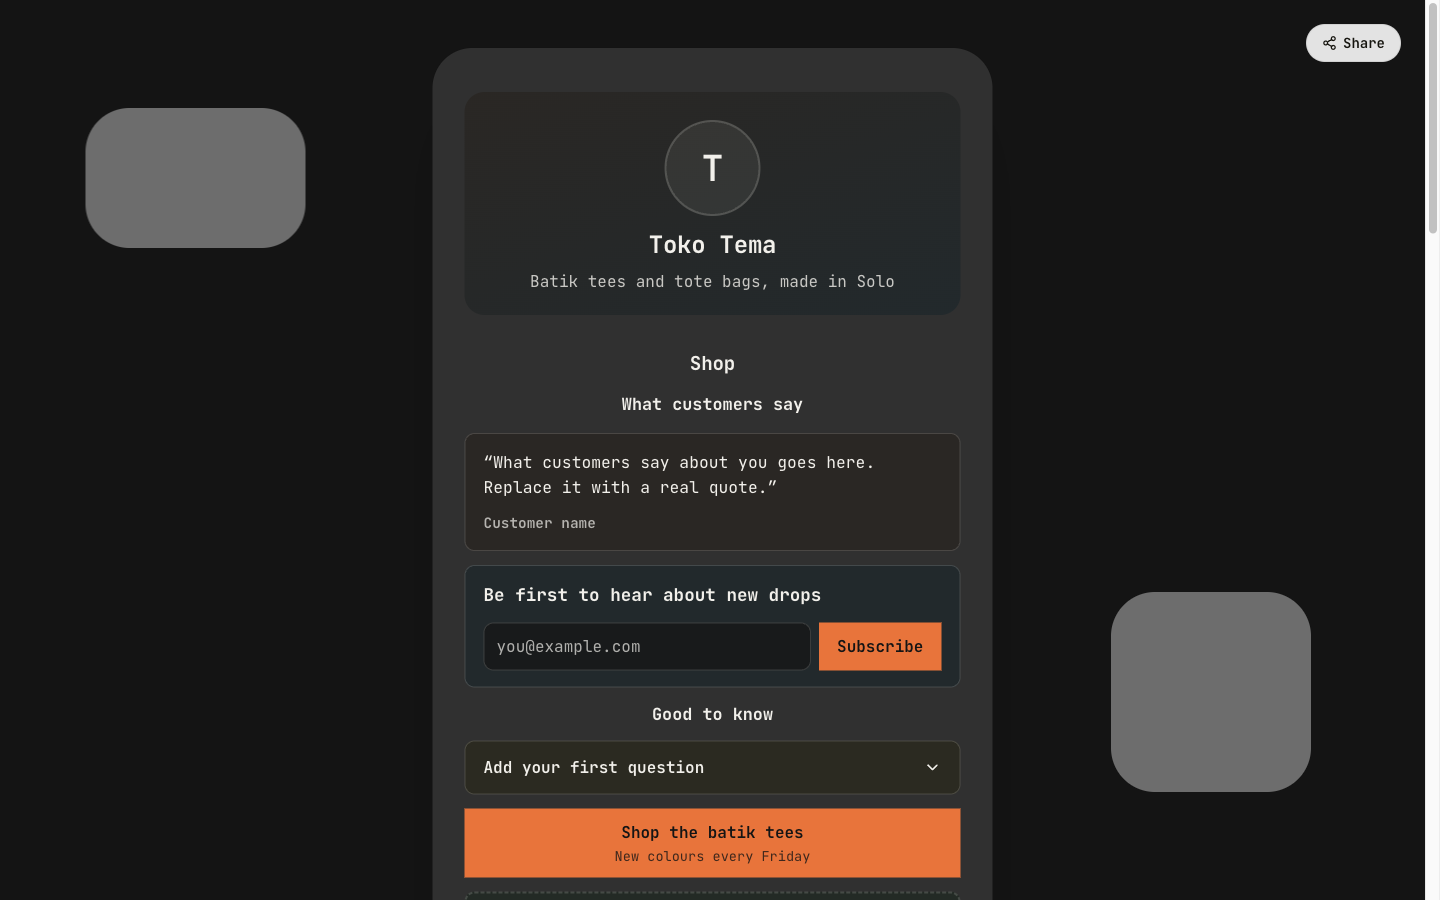 Share
T
Toko Tema
Batik tees and tote bags, made in Solo
Shop
What customers say
“What customers say about you goes here.
Replace it with a real quote.”
Customer name
Be first to hear about new drops
you@example.com
Subscribe
Good to know
Add your first question
Shop the batik tees
New colours every Friday